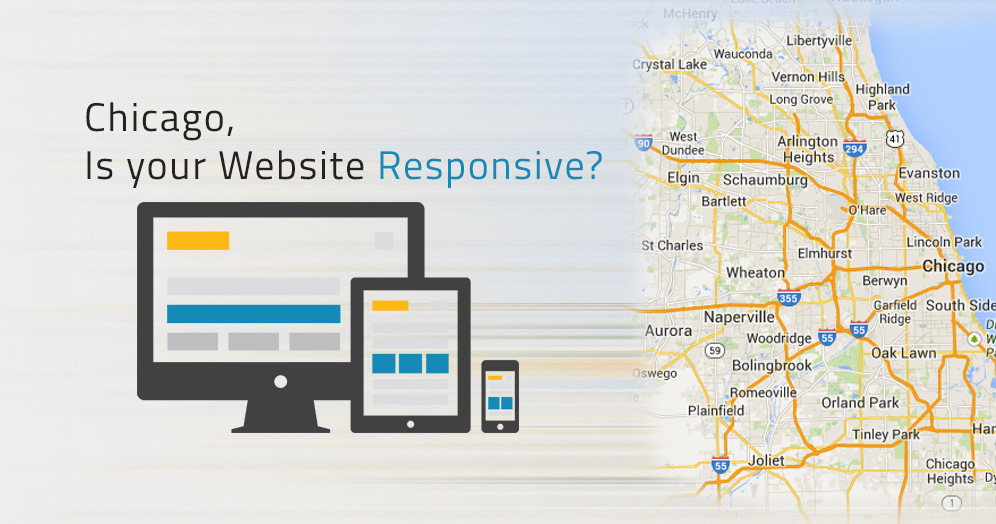 Chicago,
Is your Website Responsive?
McHenry
Libertyville
Wauconda
Crystal Lake
Vernon Hills
Highland
Park
Long Grove
41
90
West
Dundee
Arlington
Heights
294
Evanston
Elgin
Schaumburg
West Ridge
Bartlett
O'Hare
St Charles
Lincoln Park
Elmhurst
Chicago
Wheaton
Berwyn
355
Garfield
Ridge
South Side
Naperville
Aurora
Woodridge
55
55
59
Oak Lawn
Bolingbrook
Oswego
Romeoville
Orland Park
Plainfield
Tinley Park
Joliet
55
Chicago
Heights
1